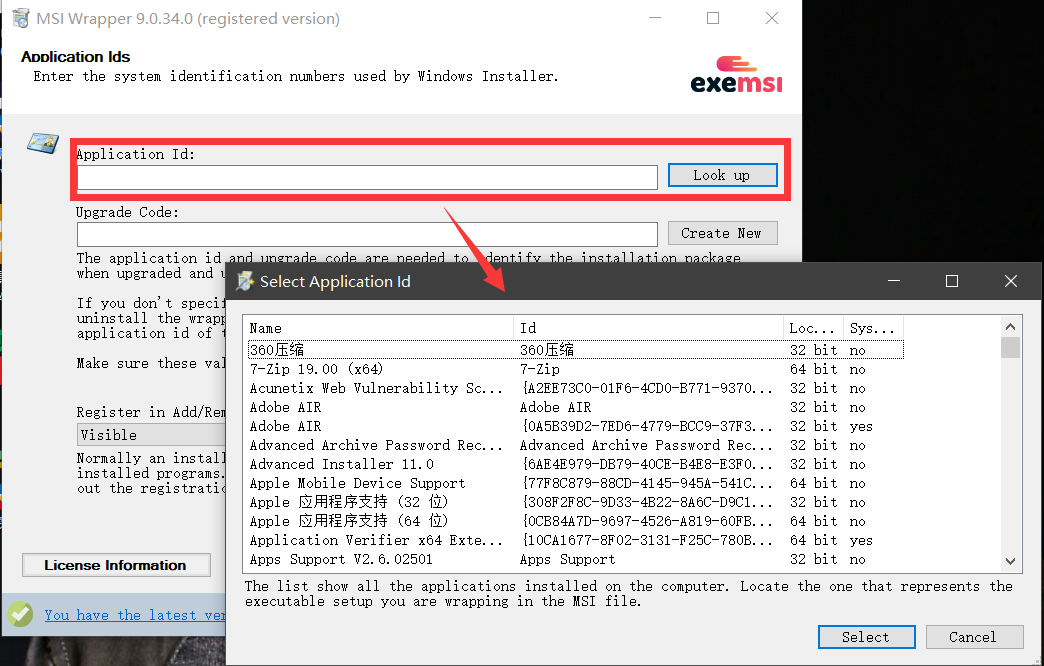 MSI Wrapper 9.0.34.0 (registered version)
Application Ids
Enter the system identification numbers used by Windows Installer.
exemsi
Application Id:
Look up
Upgrade Code:
Create New
The application id and upgrade code are needed to identify the installation package
when upgraded and u
If you don't specif
uninstall the wrapp
application id of t
Make sure these val
Register in Add/Rem
Visible
Normally an install
installed programs.
out the registratio
License Information
You have the latest ver
Select Application Id
Name Id Loc... Sys...
360压缩 360压缩 32 bit no
7-Zip 19.00 (x64) 7-Zip 64 bit no
Acunetix Web Vulnerability Sc... {A2EE73C0-01F6-4CD0-B771-9370... 32 bit no
Adobe AIR Adobe AIR 32 bit no
Adobe AIR {0A5B39D2-7ED6-4779-BCC9-37F3... 32 bit yes
Advanced Archive Password Rec... Advanced Archive Password Rec... 32 bit no
Advanced Installer 11.0 {6AE4E979-DB79-40CE-B4E8-E3F0... 32 bit no
Apple Mobile Device Support {77F8C879-88CD-4145-945A-541C... 64 bit no
Apple 应用程序支持 (32 位) {308F2F8C-9D33-4B22-8A6C-D9C1... 32 bit no
Apple 应用程序支持 (64 位) {0CB84A7D-9697-4526-A819-60FB... 64 bit no
Application Verifier x64 Exte... {10CA1677-8F02-3131-F25C-780B... 64 bit yes
Apps Support V2.6.02501 Apps Support 32 bit no
The list show all the applications installed on the computer. Locate the one that represents the
executable setup you are wrapping in the MSI file.
Select
Cancel